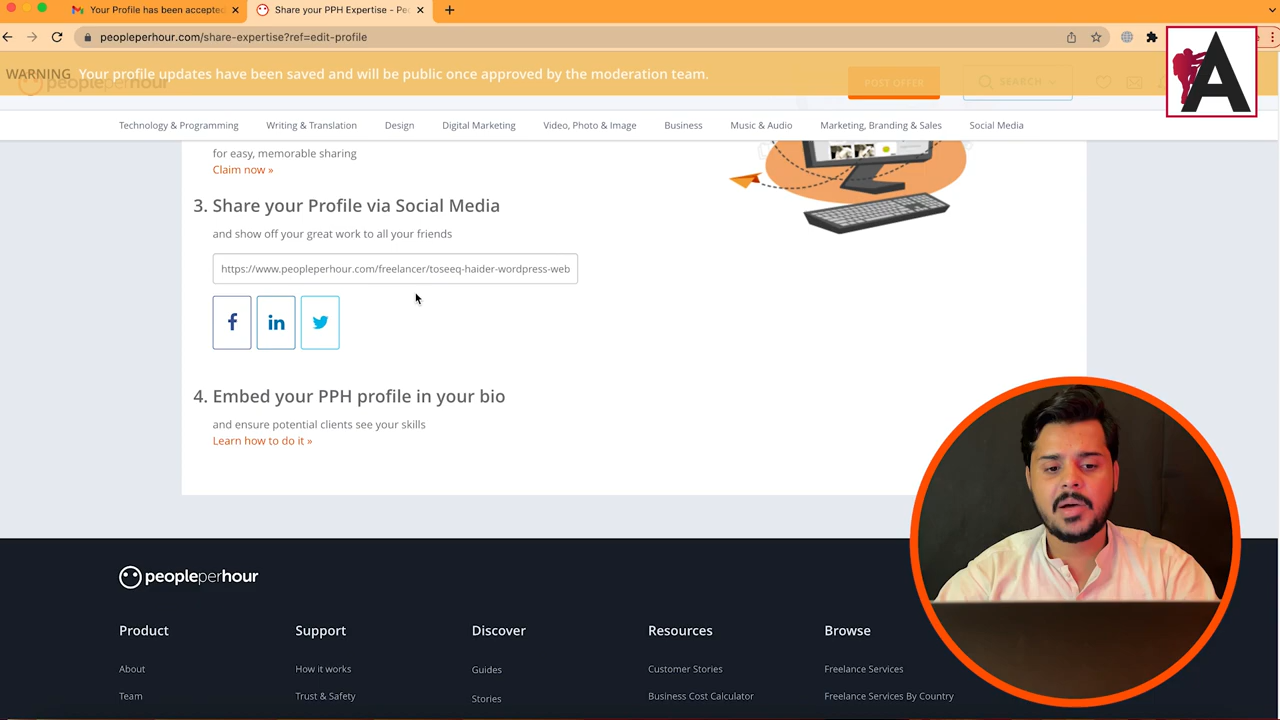 Your Profile has been accepted
Share your PPH Expertise - Pe
peopleperhour.com/share-expertise?ref=edit-profile
A
WARNING Your profile updates have been saved and will be public once approved by the moderation team.
peopleperhour
POST OFFER
SEARCH
Technology & Programming
Writing & Translation
Design
Digital Marketing
Video, Photo & Image
Business
Music & Audio
Marketing, Branding & Sales
Social Media
for easy, memorable sharing
Claim now »
3. Share your Profile via Social Media
and show off your great work to all your friends
https://www.peopleperhour.com/freelancer/toseeq-haider-wordpress-web
f
in
4. Embed your PPH profile in your bio
and ensure potential clients see your skills
Learn how to do it »
peopleperhour
Product
Support
Discover
Resources
Browse
About
How it works
Guides
Customer Stories
Freelance Services
Team
Trust & Safety
Stories
Business Cost Calculator
Freelance Services By Country